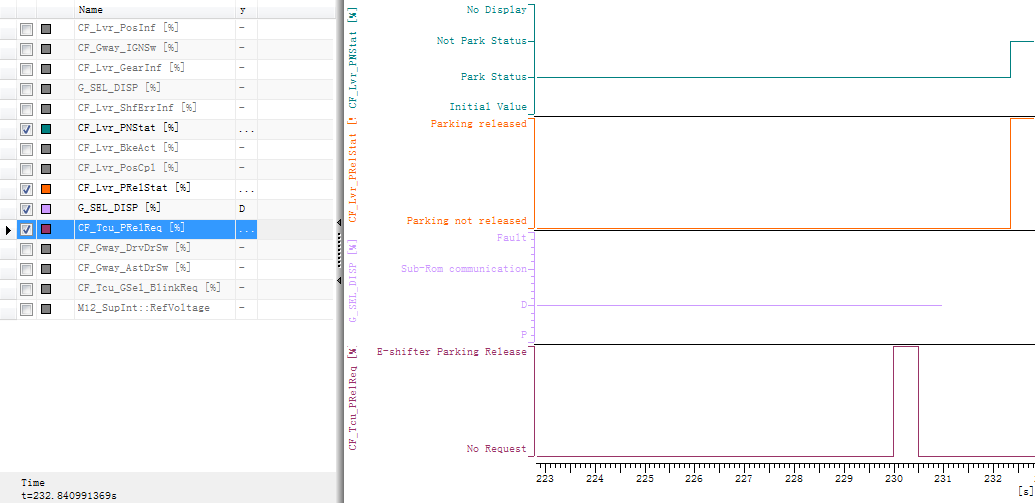 Name y
CF_Lvr_PosInf [%] -
CF_Gway_IGNSw [%] -
CF_Lvr_GearInf [%] -
G_SEL_DISP [%] -
CF_Lvr_ShfErrInf [%] -
CF_Lvr_PNStat [%] ...
CF_Lvr_BkeAct [%] -
CF_Lvr_PosCpl [%] -
CF_Lvr_PRelStat [%] ...
G_SEL_DISP [%] D
CF_Tcu_PRelReq [%] ...
CF_Gway_DrvDrSw [%] -
CF_Gway_AstDrSw [%] -
CF_Tcu_GSel_BlinkReq [%] -
M12_SupInt::RefVoltage -
Time
t=232.840991369s
CF_Lvr_PNStat [%]
No Display
Not Park Status
Park Status
Initial Value
CF_Lvr_PRelStat [%]
Parking released
Parking not released
G_SEL_DISP [%]
Fault
Sub-Rom communication
D
P
CF_Tcu_PRelReq [%]
E-shifter Parking Release
No Request
223 224 225 226 227 228 229 230 231 232
[s]